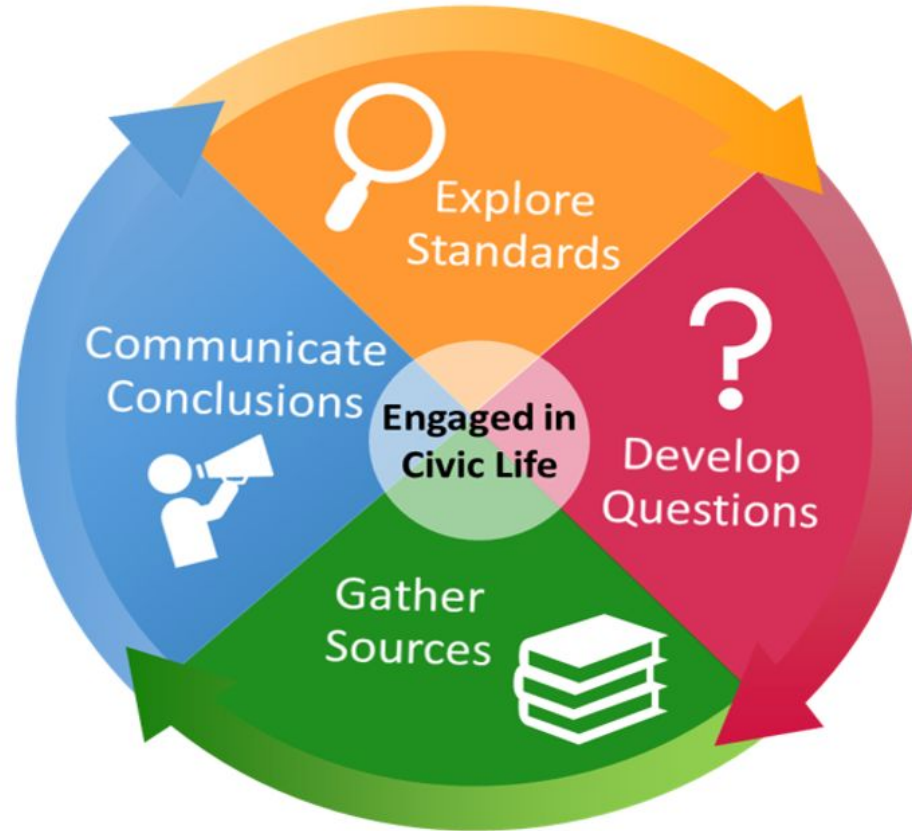 Explore
Standards
Develop
Questions
Gather
Sources
Communicate
Conclusions
Engaged in
Civic Life